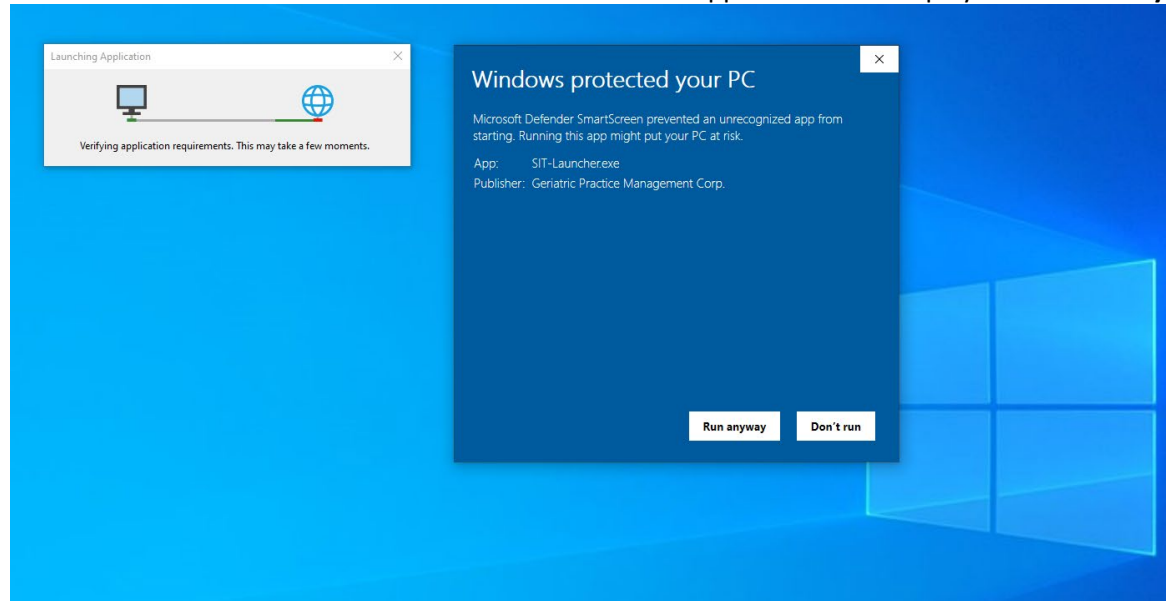 Launching Application
Verifying application requirements. This may take a few moments.
Windows protected your PC
Microsoft Defender SmartScreen prevented an unrecognized app from
starting. Running this app might put your PC at risk.
App: SIT-Launcher.exe
Publisher: Geriatric Practice Management Corp.
Run anyway
Don't run